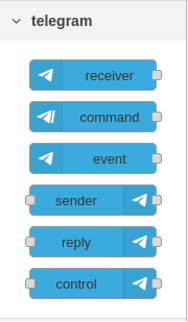 telegram
receiver
command
event
sender
reply
control